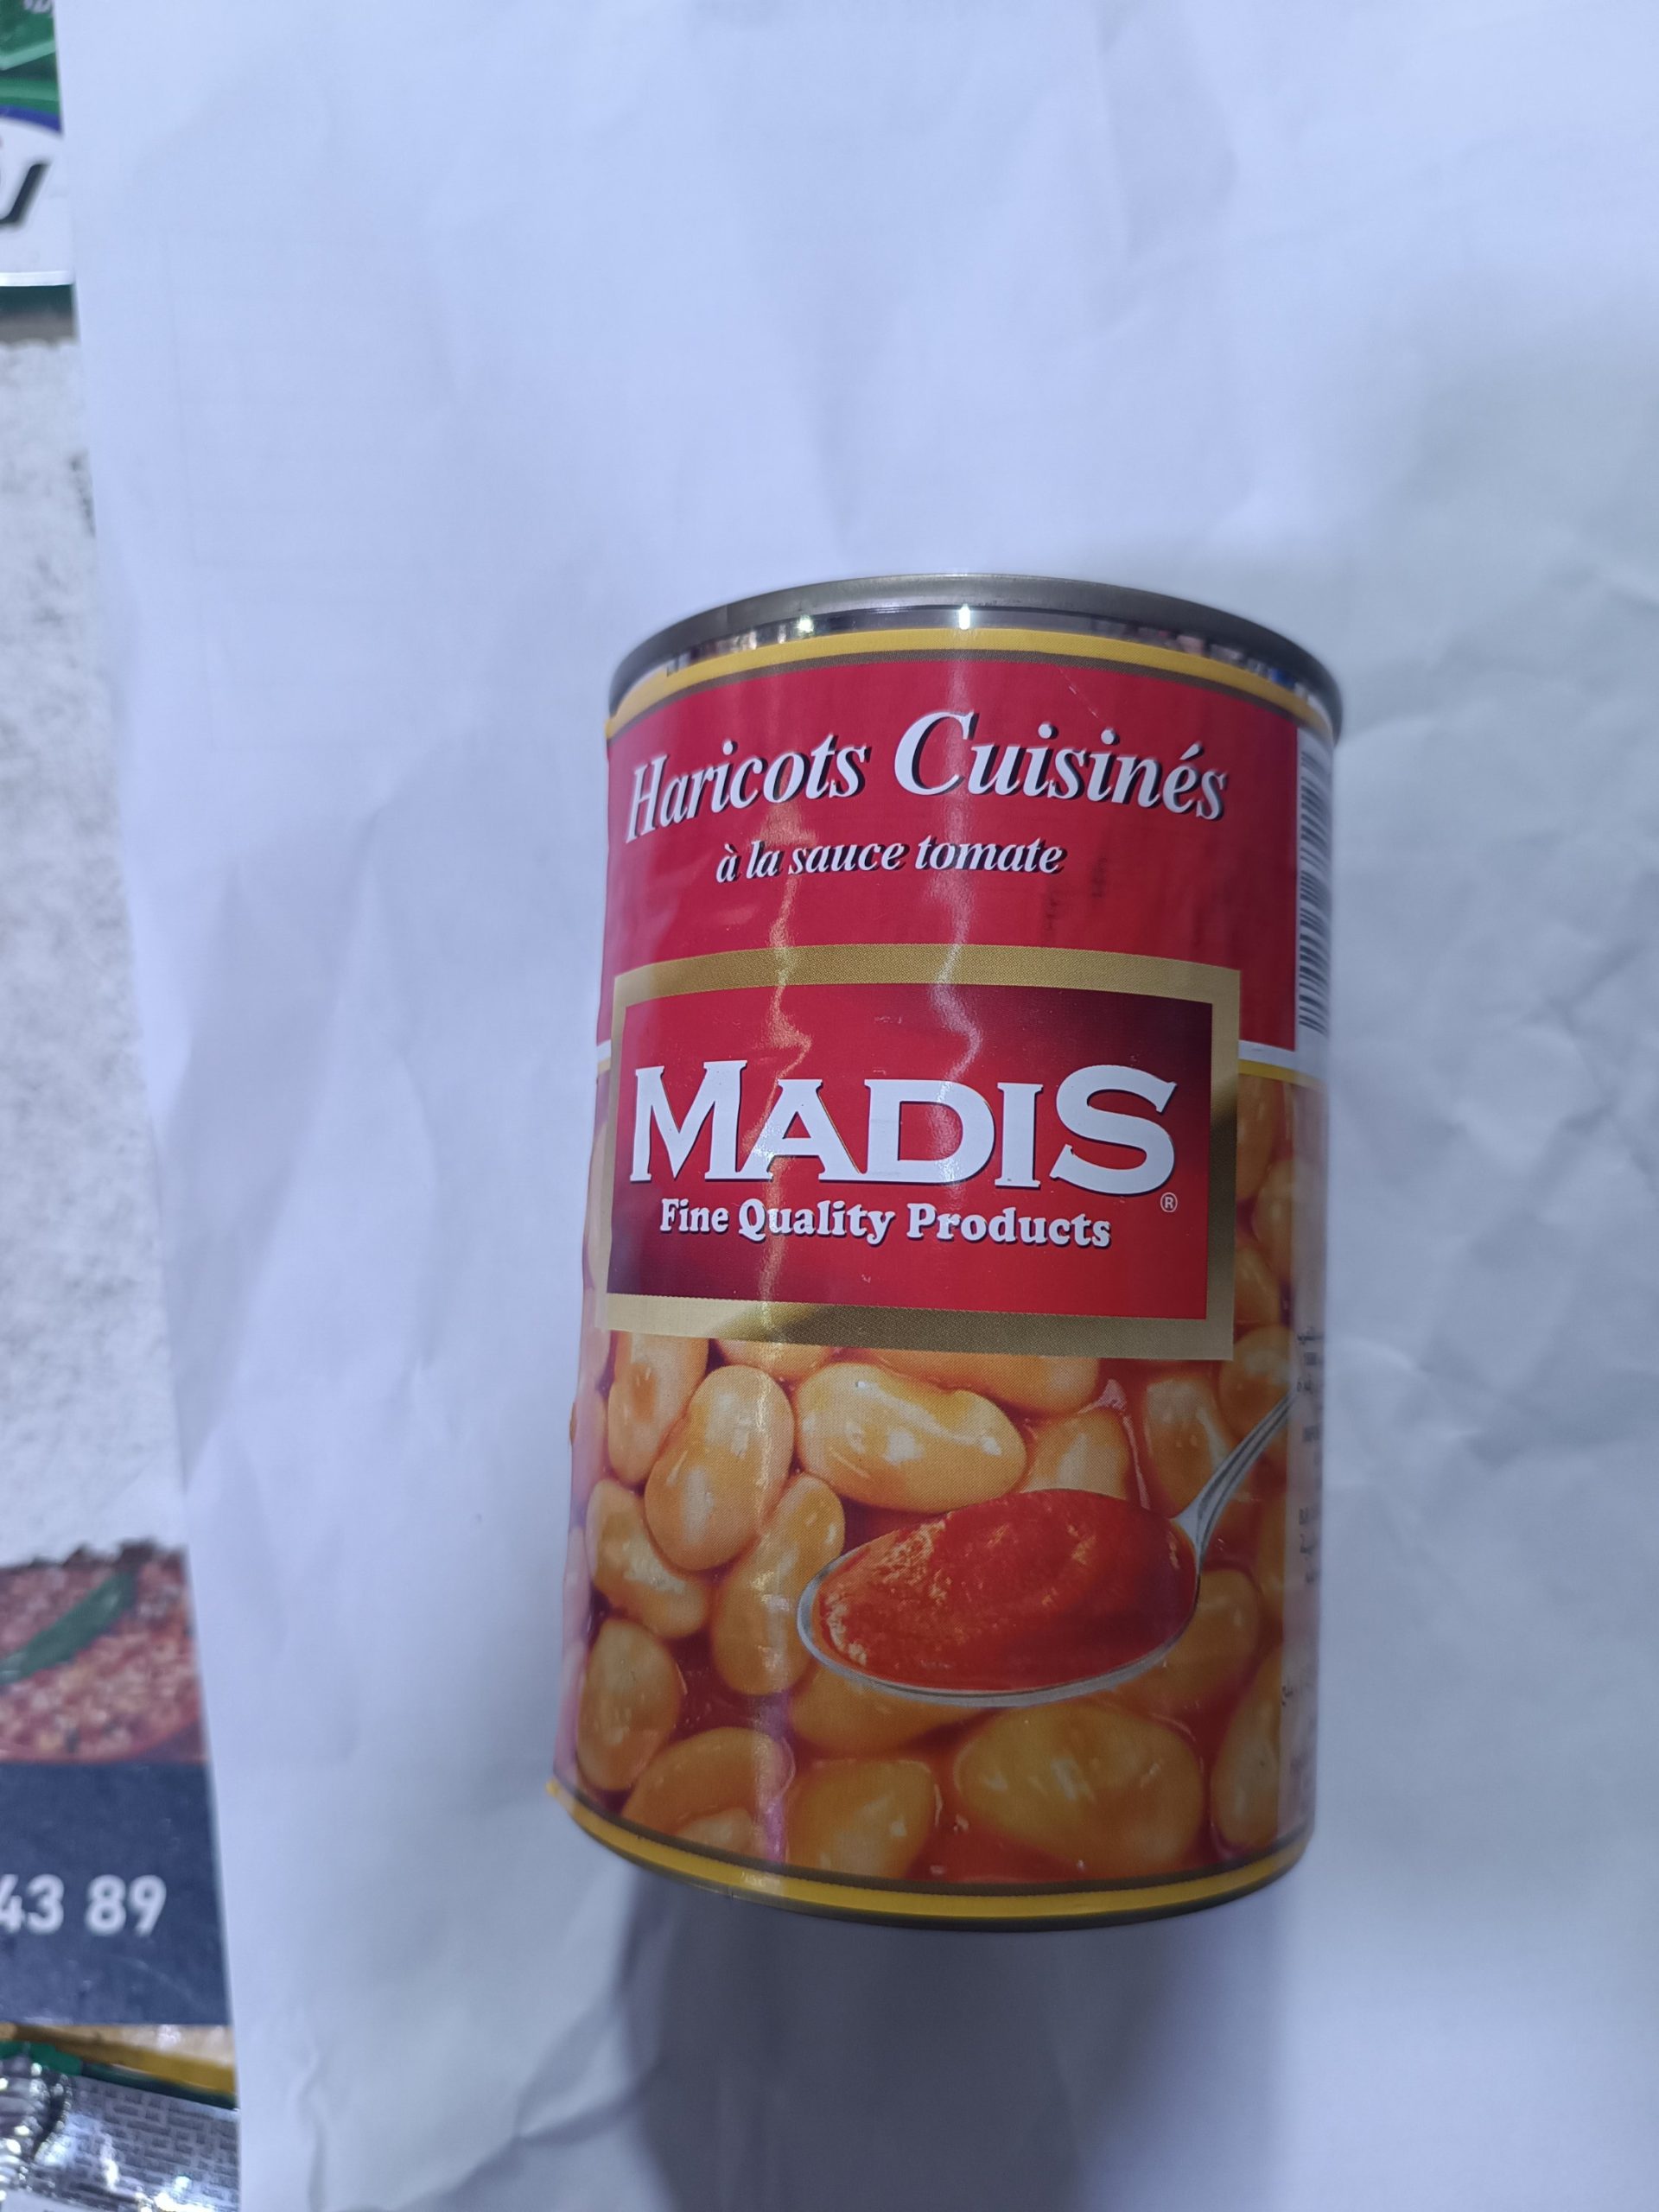 Haricots Cuisinés
à la sauce tomate
MADIS
®
Fine Quality Products
43 89